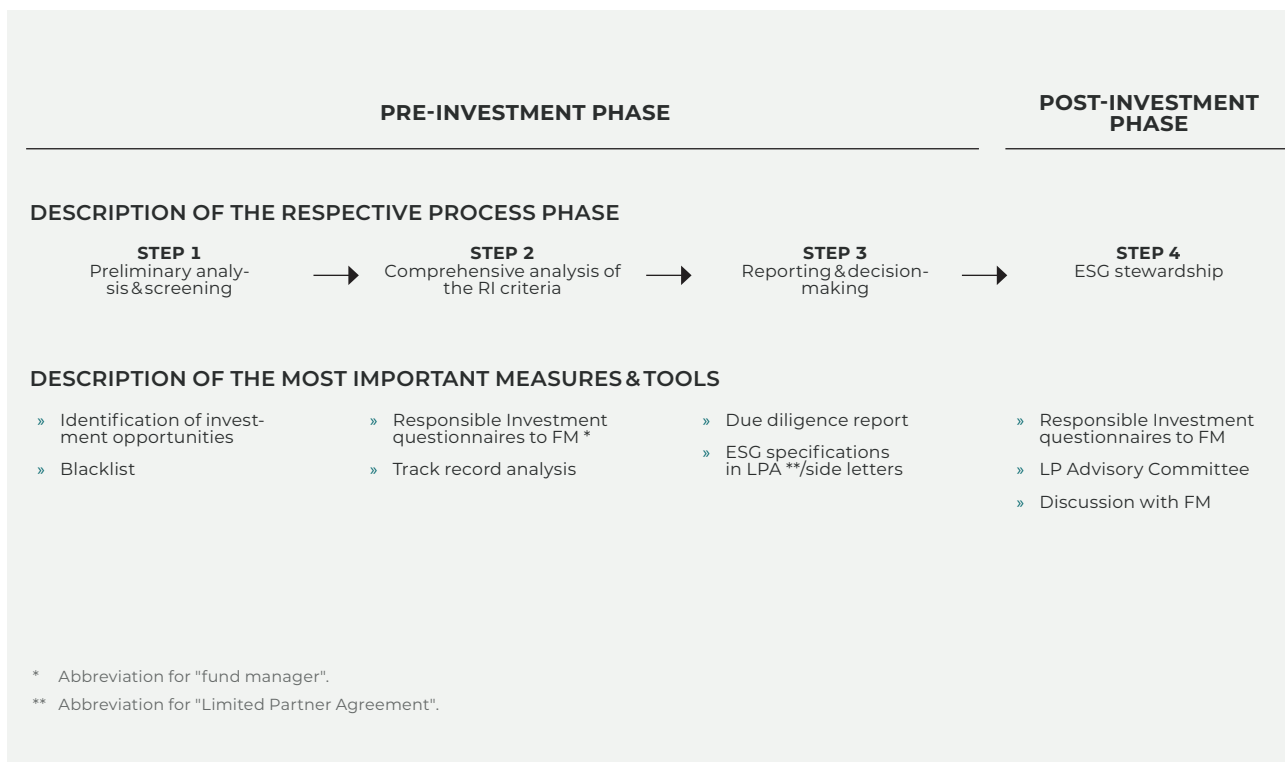 PRE-INVESTMENT PHASE
POST-INVESTMENT
PHASE
DESCRIPTION OF THE RESPECTIVE PROCESS PHASE
STEP 1
Preliminary analy-
sis & screening
STEP 2
Comprehensive analysis of
the RI criteria
STEP 3
Reporting & decision-
making
STEP 4
ESG stewardship
DESCRIPTION OF THE MOST IMPORTANT MEASURES & TOOLS
» Identification of invest-
ment opportunities
» Blacklist
» Responsible Investment
questionnaires to FM *
» Track record analysis
» Due diligence report
» ESG specifications
in LPA **/side letters
» Responsible Investment
questionnaires to FM
» LP Advisory Committee
» Discussion with FM
* Abbreviation for "fund manager".
** Abbreviation for "Limited Partner Agreement".